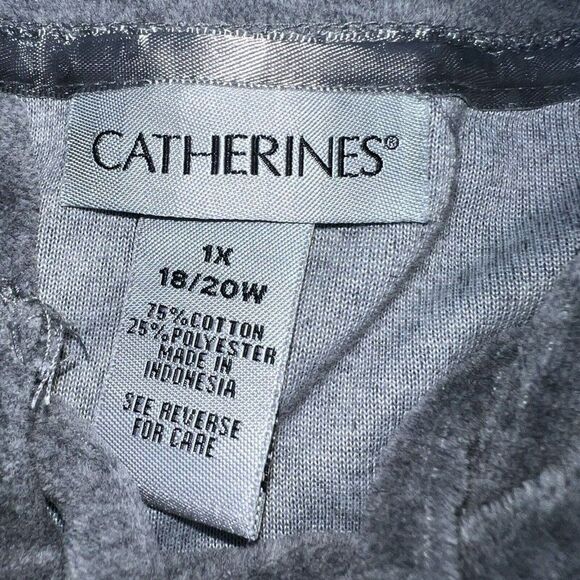 CATHERINES®
1X
18/20W
75%COTTON
25%POLYESTER
MADE IN
INDONESIA
SEE REVERSE
FOR CARE